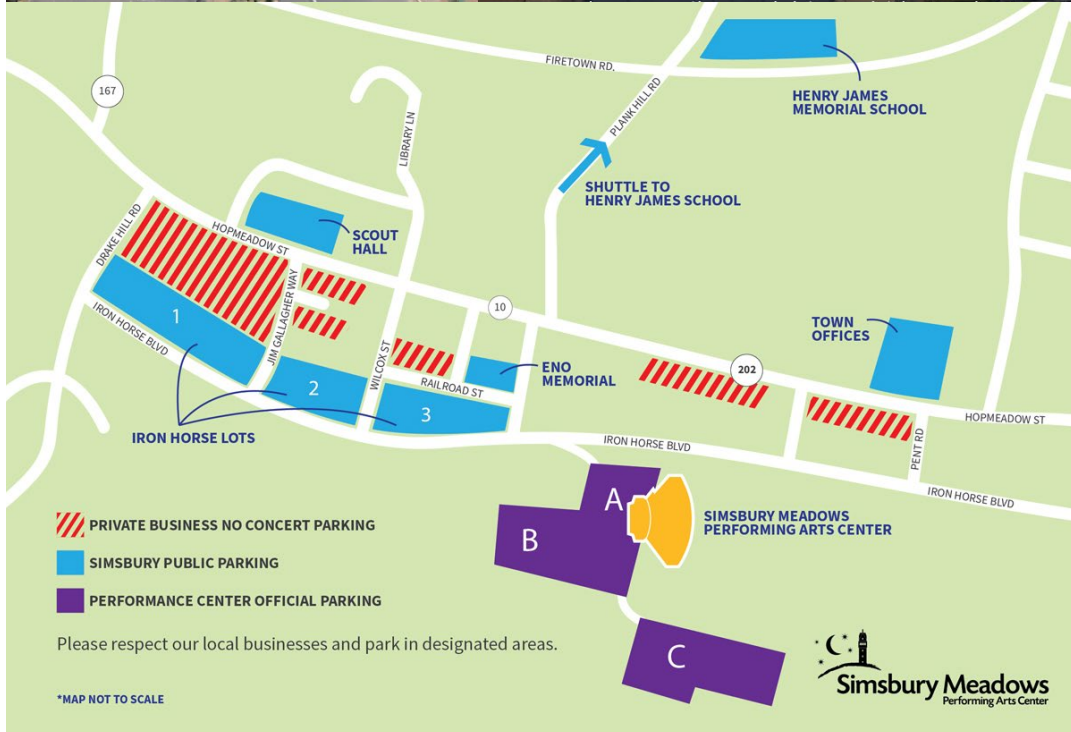 FIRETOWN RD.
HENRY JAMES
MEMORIAL SCHOOL
167
LIBRARY LN
PLANK HILL RD
SHUTTLE TO
HENRY JAMES SCHOOL
DRAKE HILL RD
HOPMEADOW ST
SCOUT
HALL
JIM GALLAGHER WAY
10
1
IRON HORSE BLVD
TOWN
OFFICES
WILCOX ST
ENO
MEMORIAL
202
2
RAILROAD ST
3
HOPMEADOW ST
IRON HORSE LOTS
IRON HORSE BLVD
PENT RD
IRON HORSE BLVD
A
B
SIMSBURY MEADOWS
PERFORMING ARTS CENTER
PRIVATE BUSINESS NO CONCERT PARKING
SIMSBURY PUBLIC PARKING
PERFORMANCE CENTER OFFICIAL PARKING
Please respect our local businesses and park in designated areas.
C
*MAP NOT TO SCALE
Simsbury Meadows
Performing Arts Center